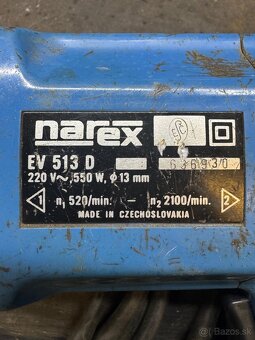 narex
EV 513 D
636930
220 V~, 550 W, ϕ 13 mm
1 n₁ 520/min. – n₂ 2100/min. 2
MADE IN CZECHOSLOVAKIA
Bazos.sk